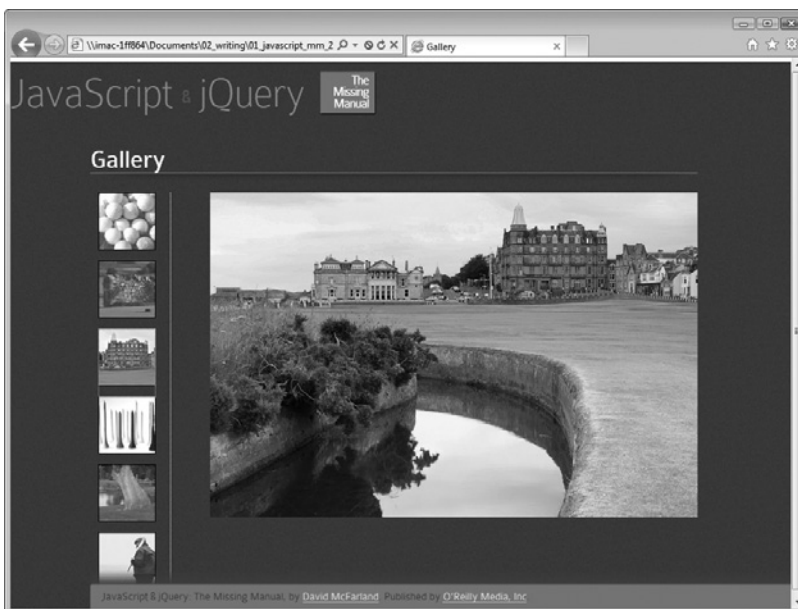 \\imac-1ff864\Documents\02_writing\01_javascript_mm_2
Gallery
JavaScript & jQuery
The
Missing
Manual
Gallery
JavaScript & jQuery: The Missing Manual, by David McFarland. Published by O'Reilly Media, Inc